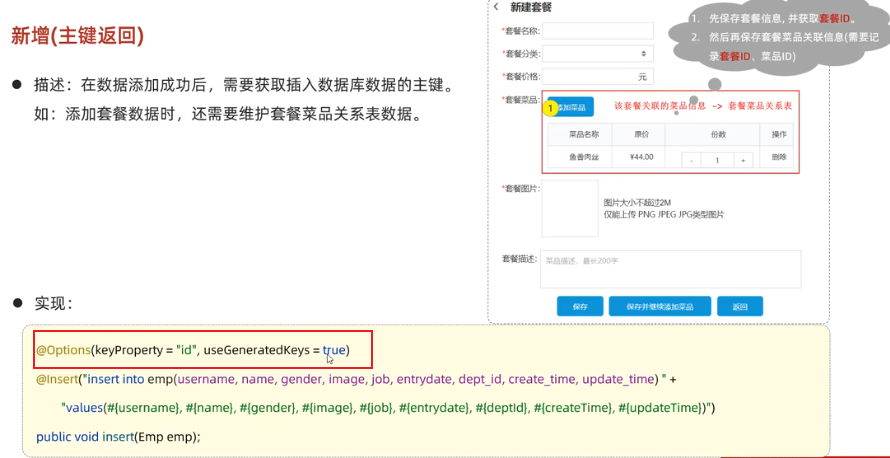 新增(主键返回)
● 描述：在数据添加成功后，需要获取插入数据库数据的主键。
如：添加套餐数据时，还需要维护套餐菜品关系表数据。
< 新建套餐
1. 先保存套餐信息, 并获取套餐ID。
2. 然后再保存套餐菜品关联信息(需要记
录套餐ID、菜品ID)
*套餐名称:
*套餐分类:
*套餐价格: 元
*套餐菜品:
1 添加菜品 该套餐关联的菜品信息 -> 套餐菜品关系表
菜品名称 原价 份数 操作
鱼香肉丝 ¥44.00 - 1 + 删除
*套餐图片:
图片大小不超过2M
仅能上传 PNG JPEG JPG类型图片
套餐描述: 菜品描述，最长200字
保存 保存并继续添加菜品 返回
● 实现：
@Options(keyProperty = "id", useGeneratedKeys = true)
@Insert("insert into emp(username, name, gender, image, job, entrydate, dept_id, create_time, update_time) " +
"values(#{username}, #{name}, #{gender}, #{image}, #{job}, #{entrydate}, #{deptId}, #{createTime}, #{updateTime})")
public void insert(Emp emp);